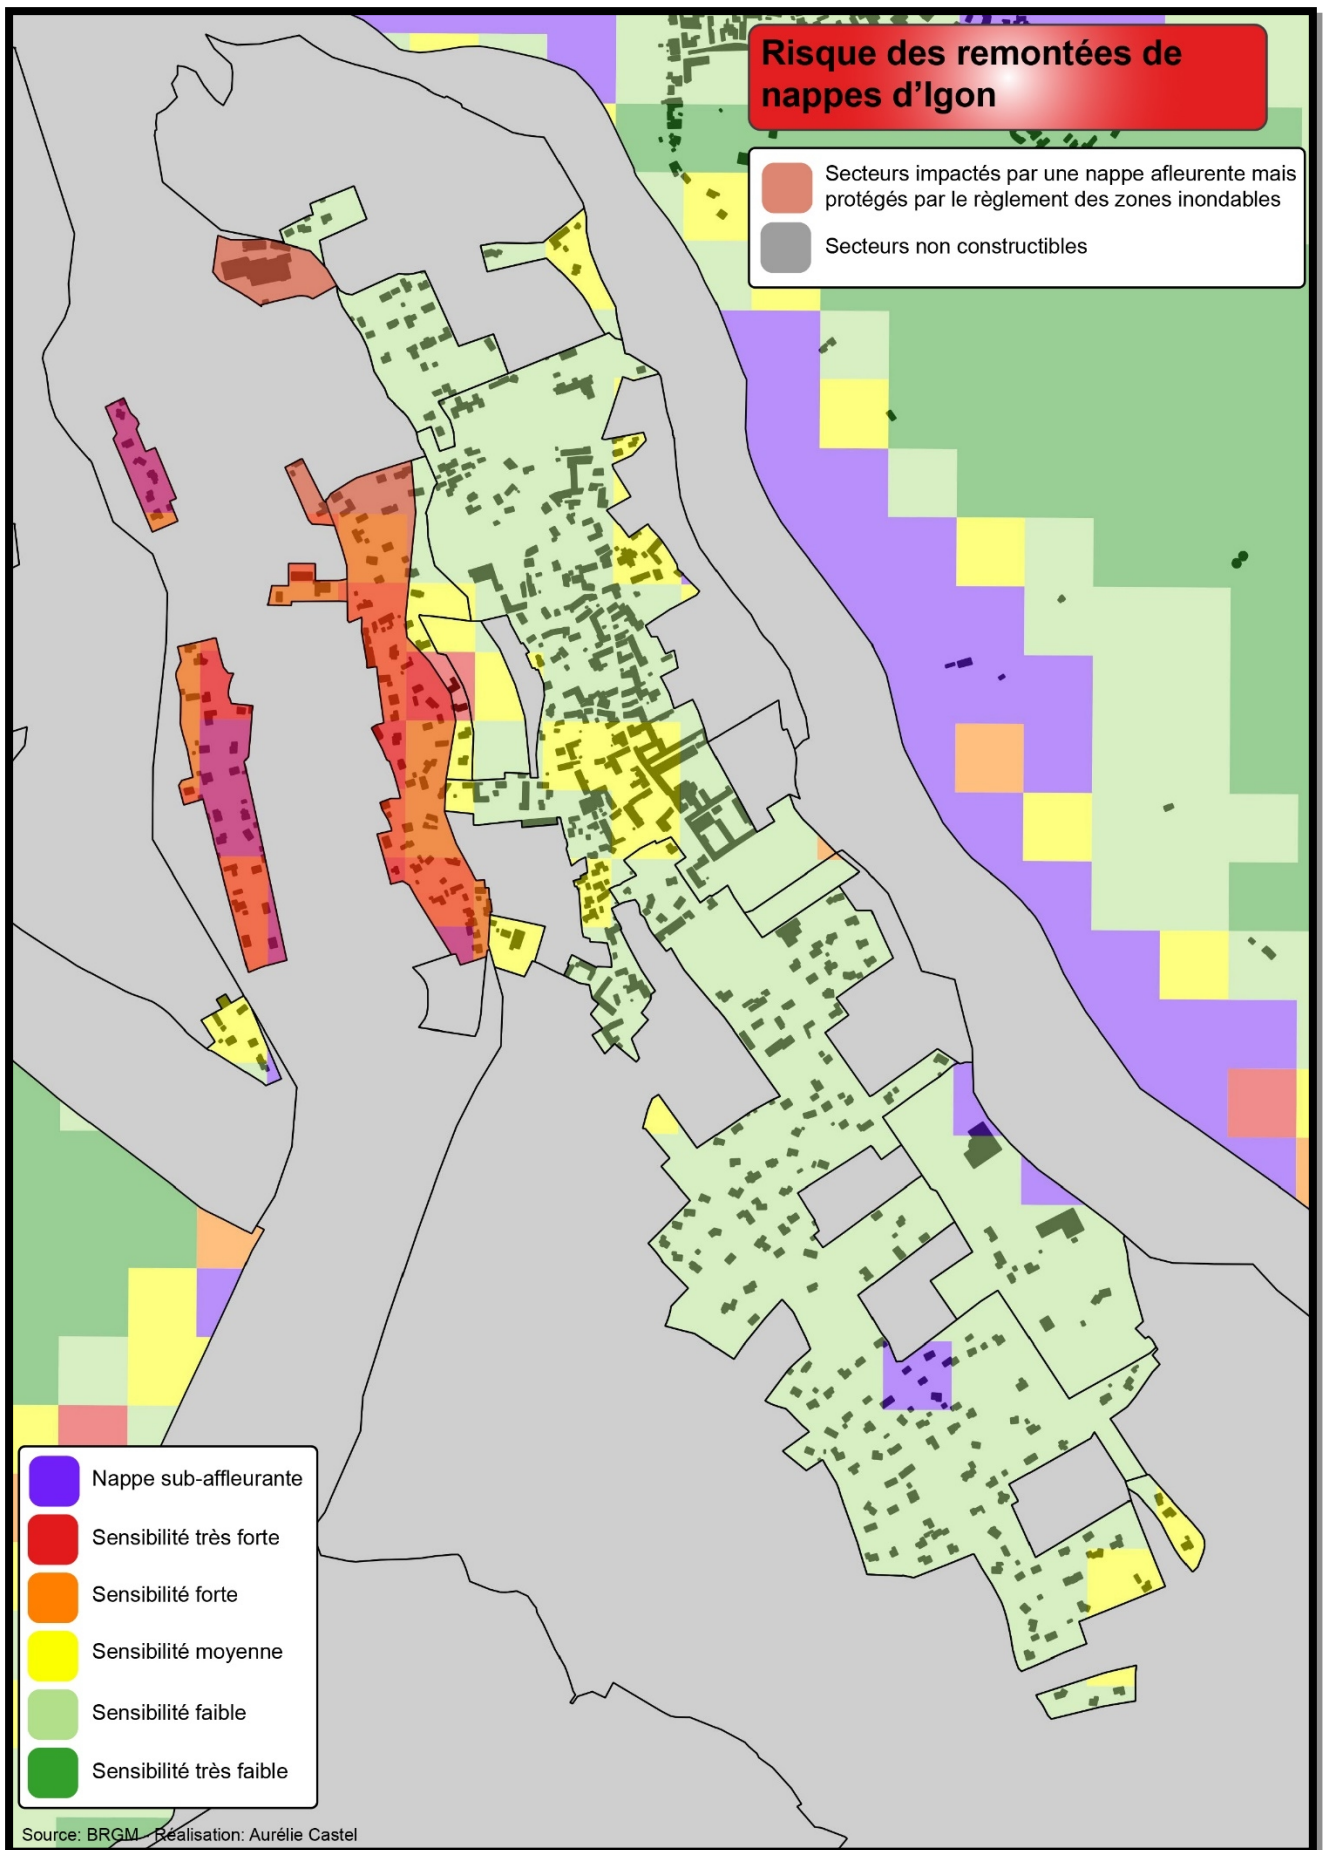 Risque des remontées de
nappes d'Igon
Secteurs impactés par une nappe afleurente mais
protégés par le règlement des zones inondables
Secteurs non constructibles
Nappe sub-affleurante
Sensibilité très forte
Sensibilité forte
Sensibilité moyenne
Sensibilité faible
Sensibilité très faible
Source: BRGM - Réalisation: Aurélie Castel